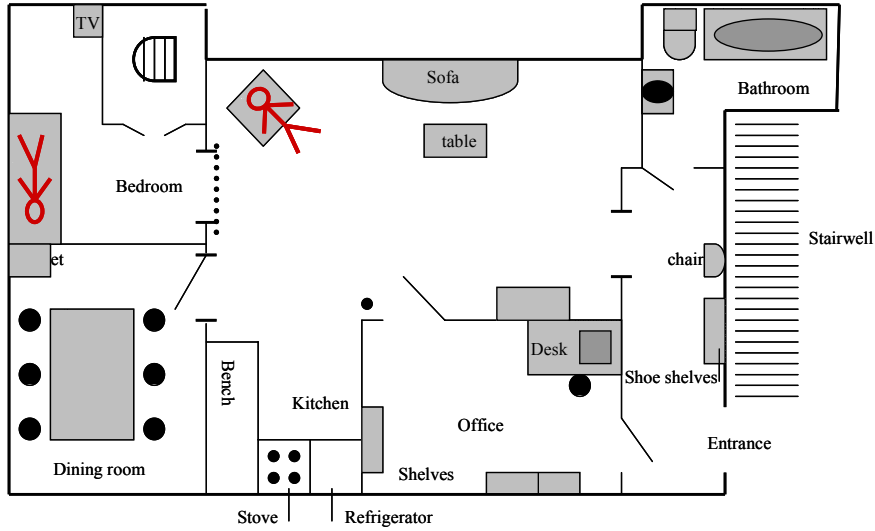 TV
Sofa
Bathroom
table
Bedroom
Stairwell
et
chair
Desk
Bench
Shoe shelves
Kitchen
Office
Entrance
Dining room
Shelves
Stove
Refrigerator